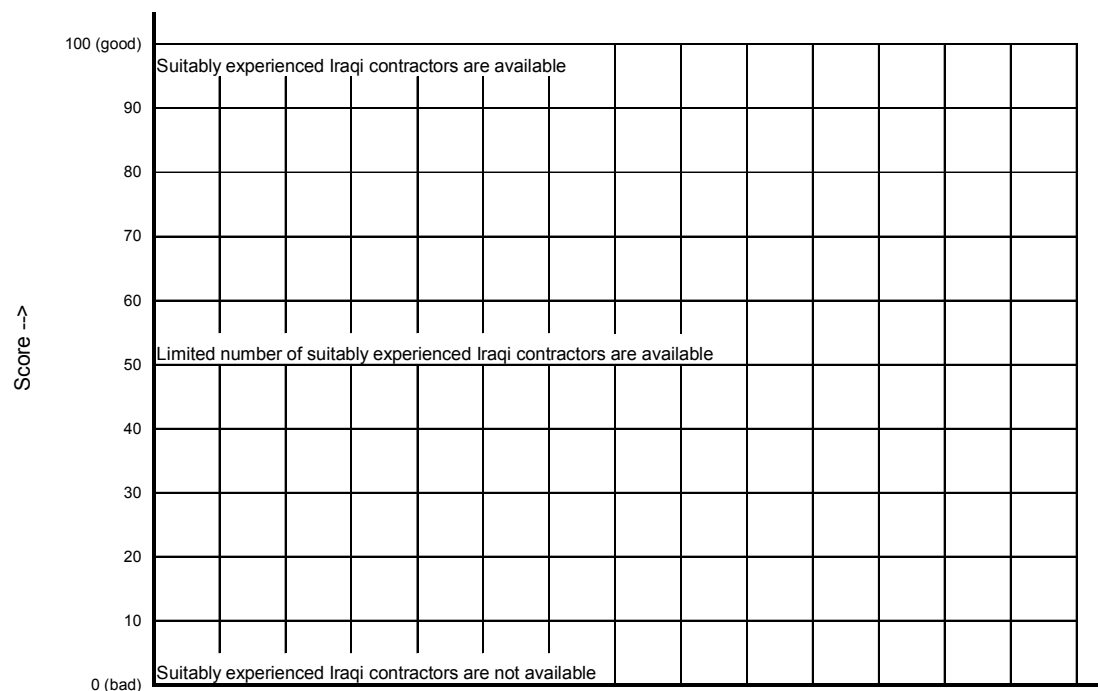 100 (good)
Suitably experienced Iraqi contractors are available
90
80
70
60
Limited number of suitably experienced Iraqi contractors are available
50
40
30
20
10
Suitably experienced Iraqi contractors are not available
0 (bad)
Score -->